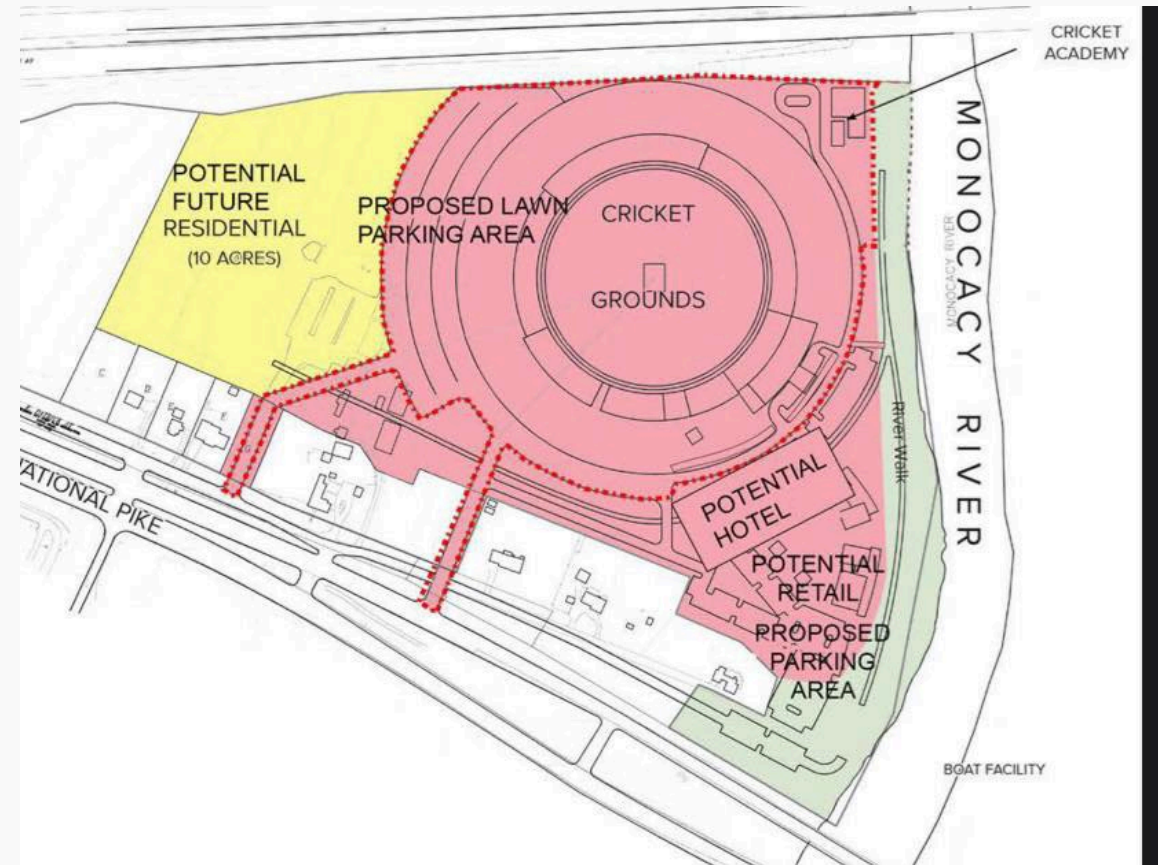 CRICKET
ACADEMY
MONOCACY RIVER
MONOCACY RIVER
POTENTIAL
FUTURE
RESIDENTIAL
(10 ACRES)
PROPOSED LAWN
PARKING AREA
CRICKET
GROUNDS
River Walk
POTENTIAL
HOTEL
POTENTIAL
RETAIL
PROPOSED
PARKING
AREA
NATIONAL PIKE
BOAT FACILITY